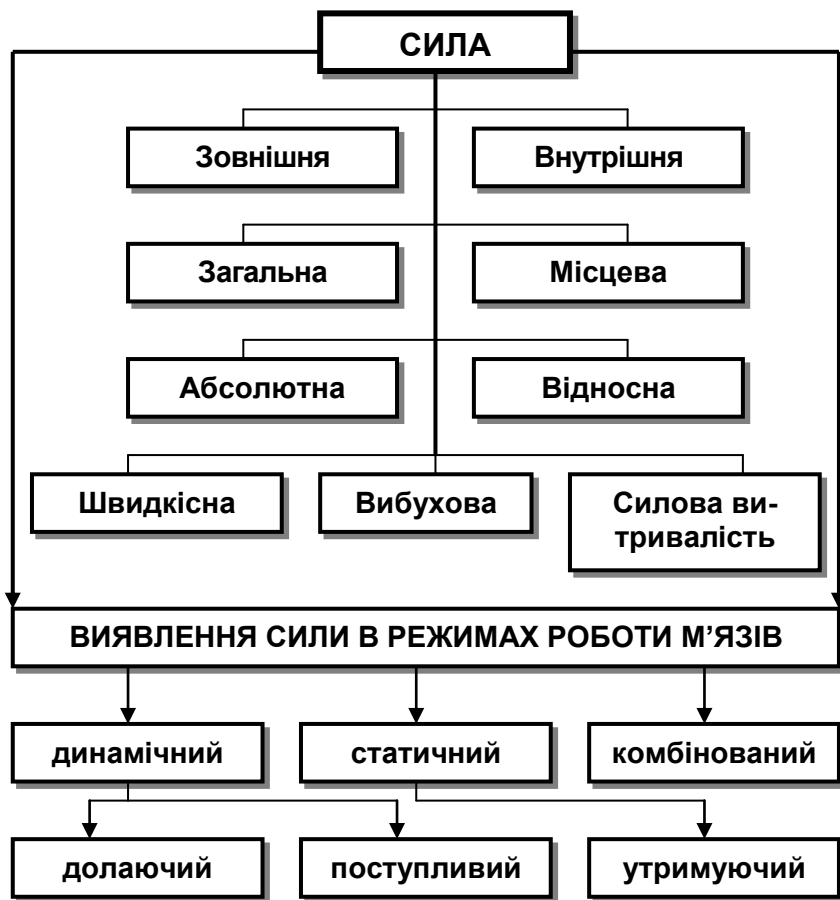 СИЛА
Зовнішня
Внутрішня
Загальна
Місцева
Абсолютна
Відносна
Швидкісна
Вибухова
Силова ви-
тривалість
ВИЯВЛЕННЯ СИЛИ В РЕЖИМАХ РОБОТИ М’ЯЗІВ
динамічний
статичний
комбінований
долаючий
поступливий
утримуючий